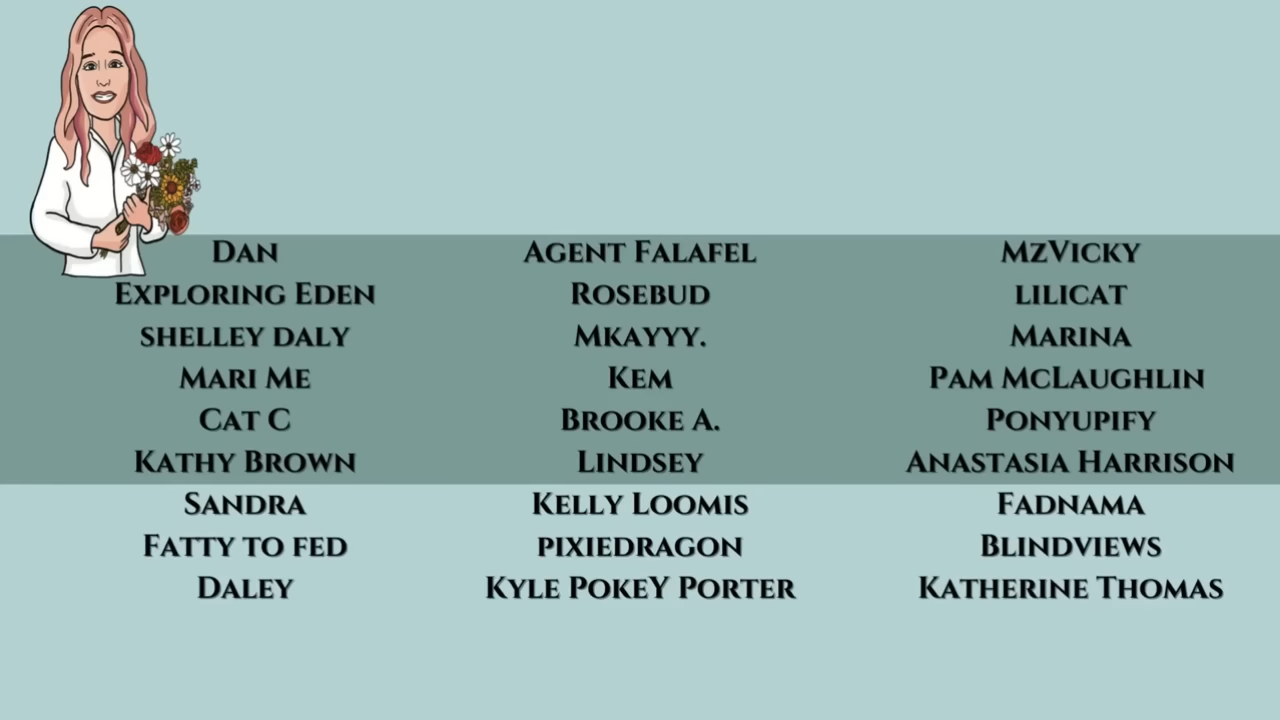 Dan Agent Falafel MzVicky
Exploring Eden Rosebud lilicat
shelley daly Mkayyy. Marina
Mari Me Kem Pam McLaughlin
Cat C Brooke A. Ponyupify
Kathy Brown Lindsey Anastasia Harrison
Sandra Kelly Loomis Fadnama
Fatty to fed pixiedragon Blindviews
Daley Kyle PokeY Porter Katherine Thomas